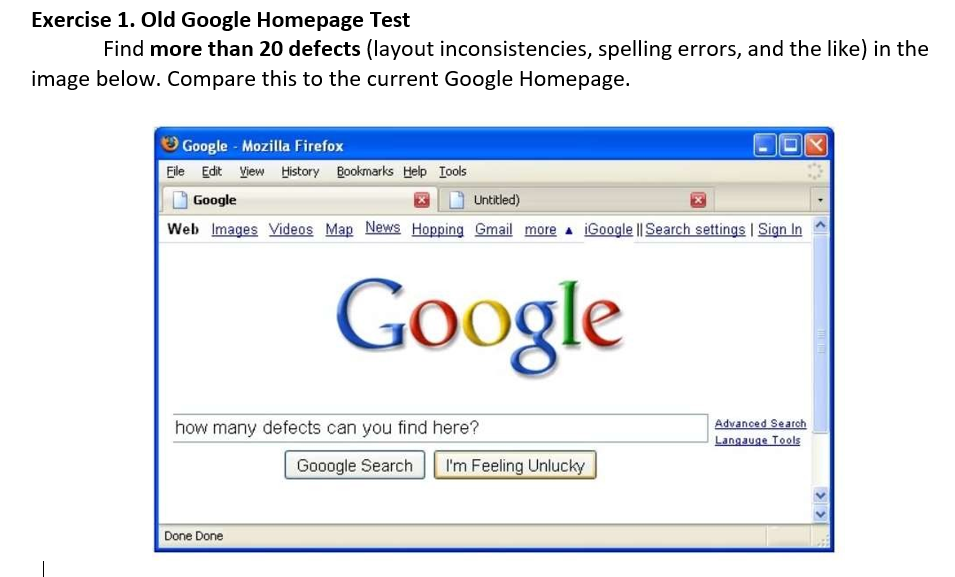 Exercise 1. Old Google Homepage Test
Find more than 20 defects (layout inconsistencies, spelling errors, and the like) in the
image below. Compare this to the current Google Homepage.
Google - Mozilla Firefox
File Edit View History Bookmarks Help Tools
Google Untitled)
Web Images Videos Map News Hopping Gmail more ▲ iGoogle || Search settings | Sign In
Google
how many defects can you find here?
Advanced Search
Langauge Tools
Gooogle Search I'm Feeling Unlucky
Done Done